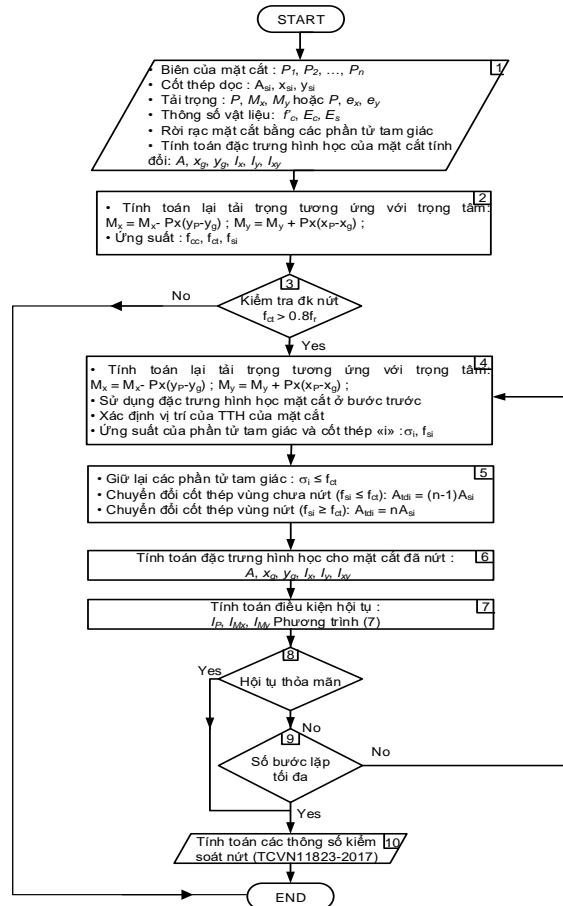 START
1
• Biên của mặt cắt : P1, P2, …, Pn
• Cốt thép dọc : Asi, xsi, ysi
• Tải trọng : P, Mx, My hoặc P, ex, ey
• Thông số vật liệu: f'c, Ec, Es
• Rời rạc mặt cắt bằng các phần tử tam giác
• Tính toán đặc trưng hình học của mặt cắt tính
đổi: A, xg, yg, Ix, Iy, Ixy
2
• Tính toán lại tải trọng tương ứng với trọng tâm:
Mx = Mx- Px(yP-yg) ; My = My + Px(xP-xg) ;
• Ứng suất : fcc, fct, fsi
3
No
Kiểm tra đk nứt
fct > 0.8fr
Yes
4
• Tính toán lại tải trọng tương ứng với trọng tâm:
Mx = Mx- Px(yP-yg) ; My = My + Px(xP-xg) ;
• Sử dụng đặc trưng hình học mặt cắt ở bước trước
• Xác định vị trí của TTH của mặt cắt
• Ứng suất của phần tử tam giác và cốt thép «i» :σi, fsi
5
• Giữ lại các phần tử tam giác : σi ≤ fct
• Chuyển đổi cốt thép vùng chưa nứt (fsi ≤ fct): Atdi = (n-1)Asi
• Chuyển đổi cốt thép vùng nứt (fsi ≥ fct): Atdi = nAsi
6
Tính toán đặc trưng hình học cho mặt cắt đã nứt :
A, xg, yg, Ix, Iy, Ixy
7
Tính toán điều kiện hội tụ :
IP, IMx, IMy Phương trình (7)
8
Yes
Hội tụ thỏa mãn
No
9
No
Số bước lặp
tối đa
Yes
10
Tính toán các thông số kiểm
soát nứt (TCVN11823-2017)
END